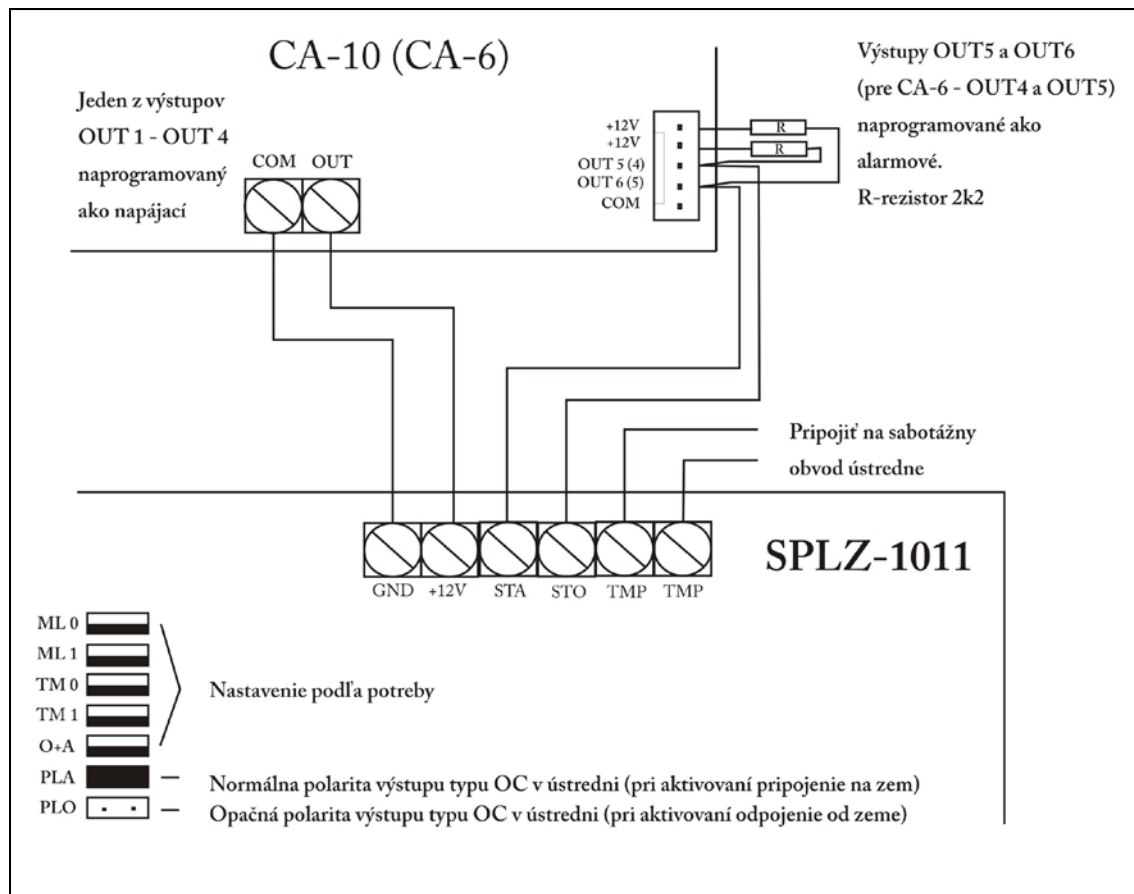 CA-10 (CA-6)
Jeden z výstupov
OUT 1 - OUT 4
naprogramovaný
ako napájací
COM OUT
+12V
+12V
OUT 5 (4)
OUT 6 (5)
COM
R
R
Výstupy OUT5 a OUT6
(pre CA-6 - OUT4 a OUT5)
naprogramované ako
alarmové.
R-rezistor 2k2
Pripojiť na sabotážny
obvod ústredne
SPLZ-1011
GND +12V STA STO TMP TMP
ML 0
ML 1
TM 0
TM 1
O+A
Nastavenie podľa potreby
PLA
Normálna polarita výstupu typu OC v ústredni (pri aktivovaní pripojenie na zem)
PLO
Opačná polarita výstupu typu OC v ústredni (pri aktivovaní odpojenie od zeme)